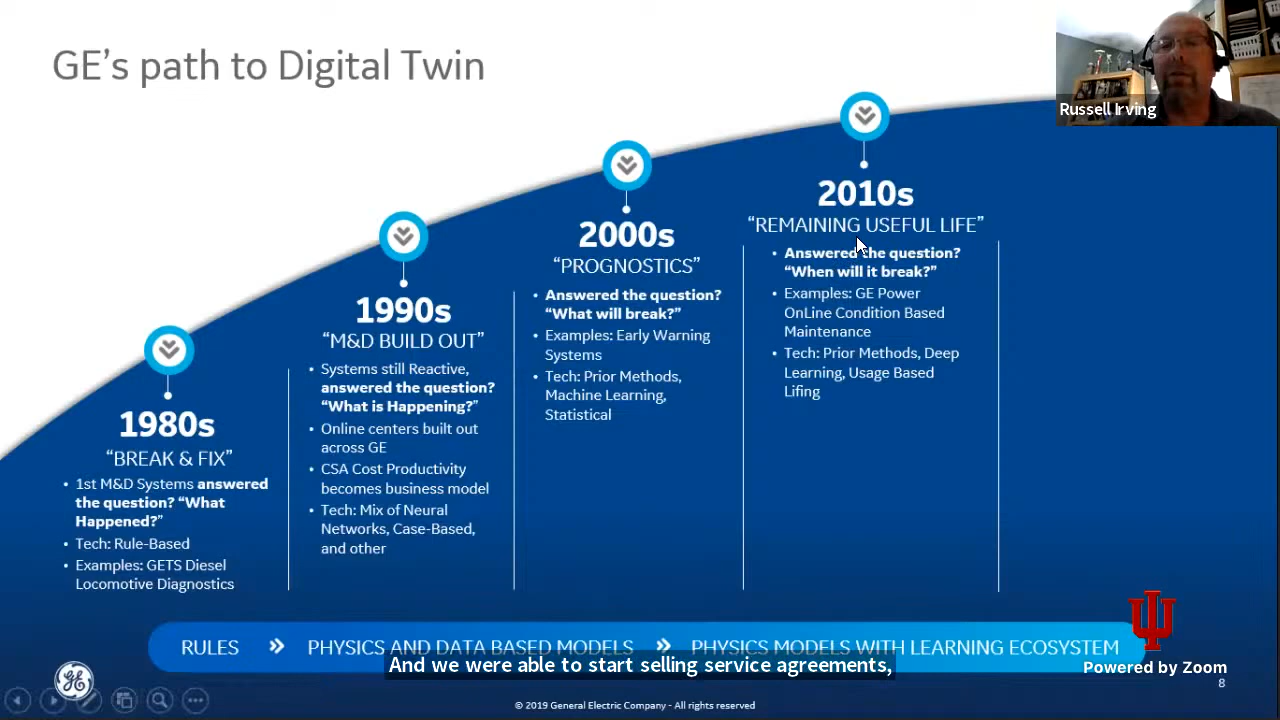 GE's path to Digital Twin
Russell Irving
1980s
"BREAK & FIX"
• 1st M&D Systems answered
the question? "What
Happened?"
• Tech: Rule-Based
• Examples: GETS Diesel
Locomotive Diagnostics
1990s
"M&D BUILD OUT"
• Systems still Reactive,
answered the question?
"What is Happening?"
• Online centers built out
across GE
• CSA Cost Productivity
becomes business model
• Tech: Mix of Neural
Networks, Case-Based,
and other
2000s
"PROGNOSTICS"
• Answered the question?
"What will break?"
• Examples: Early Warning
Systems
• Tech: Prior Methods,
Machine Learning,
Statistical
2010s
"REMAINING USEFUL LIFE"
• Answered the question?
"When will it break?"
• Examples: GE Power
OnLine Condition Based
Maintenance
• Tech: Prior Methods, Deep
Learning, Usage Based
Lifing
RULES » PHYSICS AND DATA BASED MODELS » PHYSICS MODELS WITH LEARNING ECOSYSTEM
And we were able to start selling service agreements,
Powered by Zoom
8
GE
© 2019 General Electric Company - All rights reserved